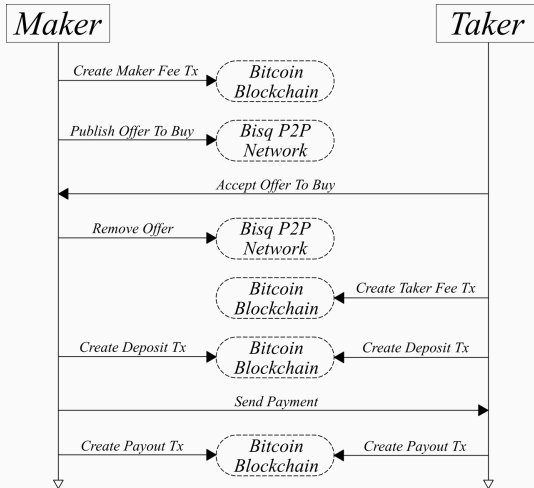 Maker
Taker
Create Maker Fee Tx
Bitcoin
Blockchain
Publish Offer To Buy
Bisq P2P
Network
Accept Offer To Buy
Remove Offer
Bisq P2P
Network
Bitcoin
Blockchain
Create Taker Fee Tx
Create Deposit Tx
Bitcoin
Blockchain
Create Deposit Tx
Send Payment
Create Payout Tx
Bitcoin
Blockchain
Create Payout Tx